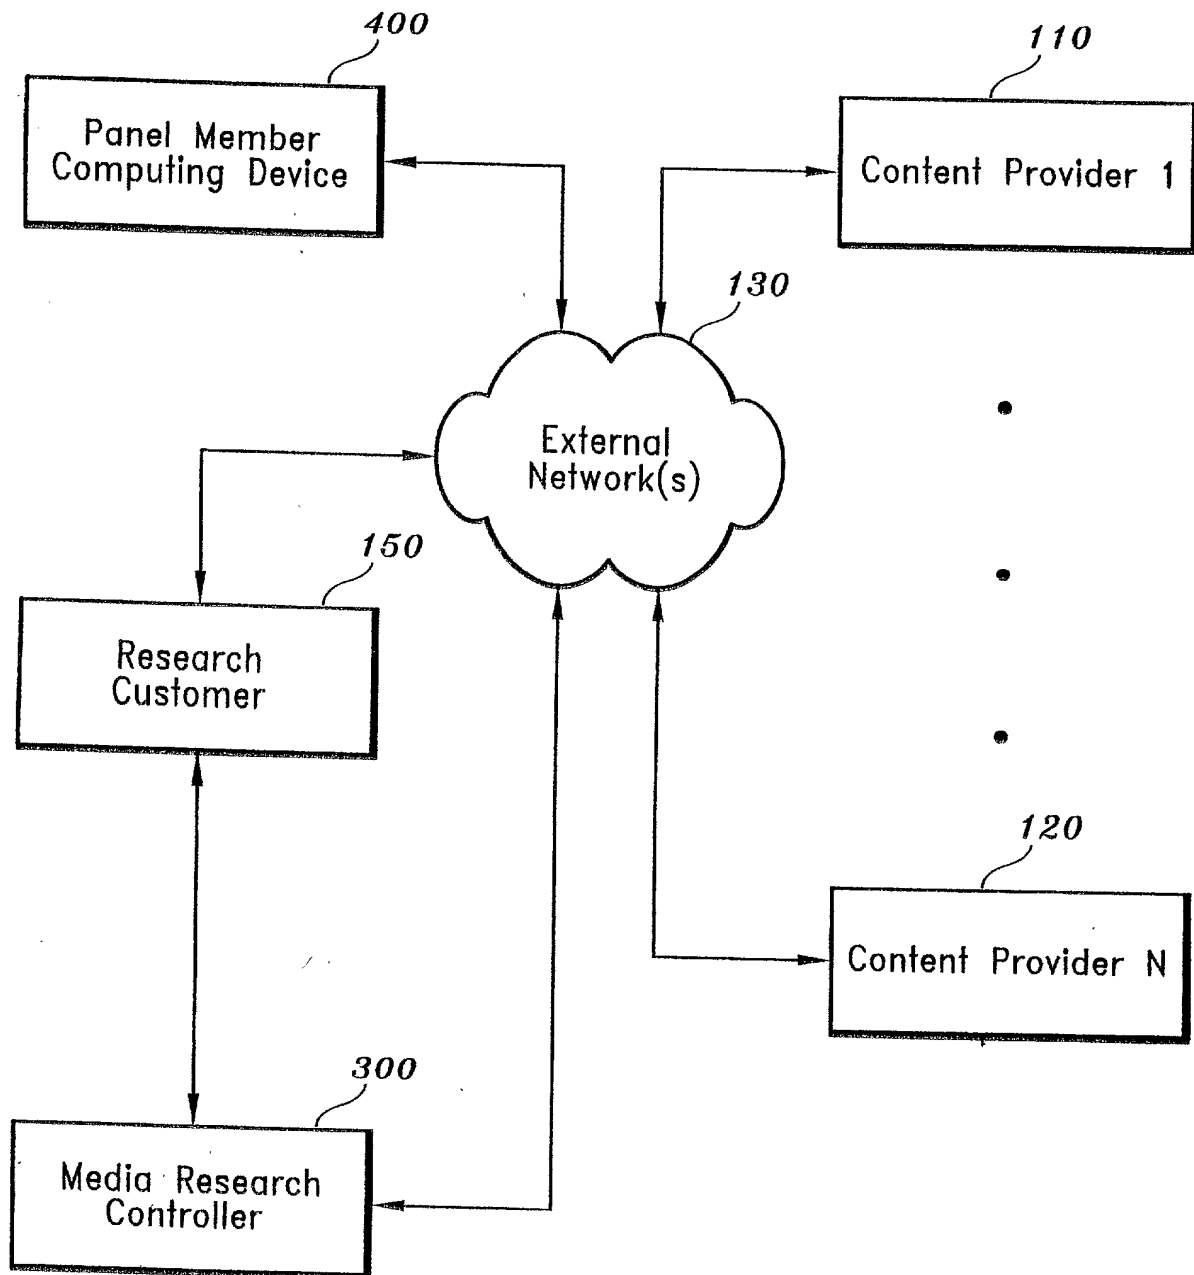 400
Panel Member
Computing Device
110
Content Provider 1
130
External
Network(s)
150
Research
Customer
120
Content Provider N
300
Media Research
Controller